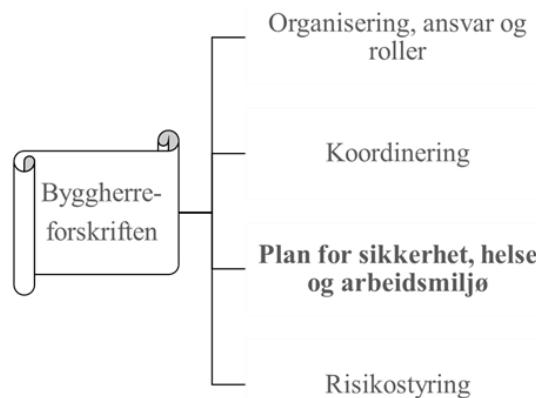 Organisering, ansvar og
roller
Byggherre-
forskriften
Koordinering
Plan for sikkerhet, helse
og arbeidsmiljø
Risikostyring